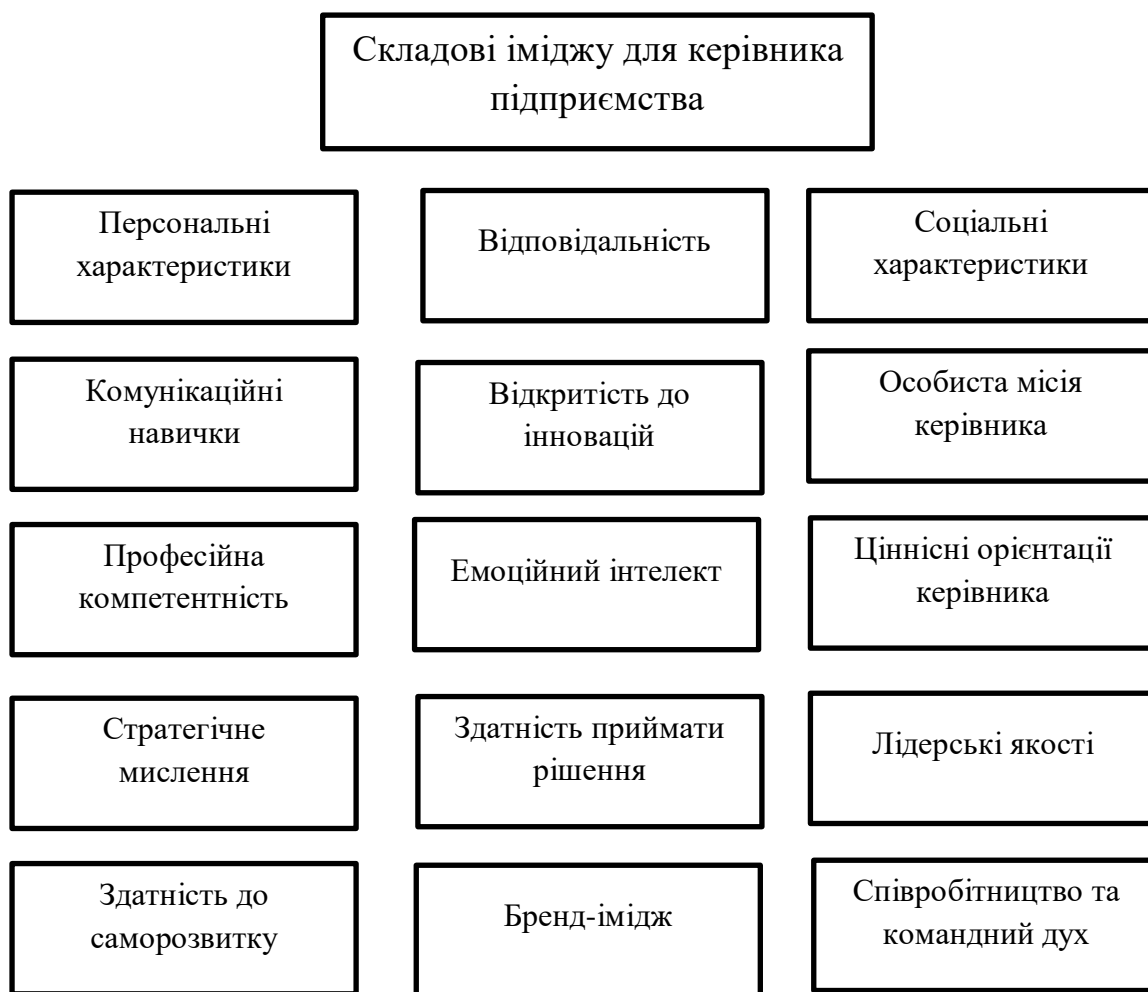 Складові іміджу для керівника
підприємства
Персональні
характеристики
Відповідальність
Соціальні
характеристики
Комунікаційні
навички
Відкритість до
інновацій
Особиста місія
керівника
Професійна
компетентність
Емоційний інтелект
Ціннісні орієнтації
керівника
Стратегічне
мислення
Здатність приймати
рішення
Лідерські якості
Здатність до
саморозвитку
Бренд-імідж
Співробітництво та
командний дух